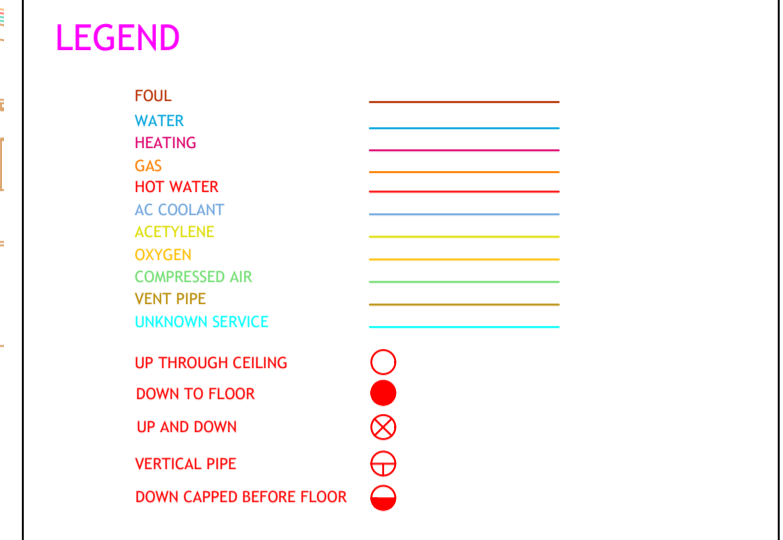 LEGEND
FOUL
WATER
HEATING
GAS
HOT WATER
AC COOLANT
ACETYLENE
OXYGEN
COMPRESSED AIR
VENT PIPE
UNKNOWN SERVICE
UP THROUGH CEILING
DOWN TO FLOOR
UP AND DOWN
VERTICAL PIPE
DOWN CAPPED BEFORE FLOOR